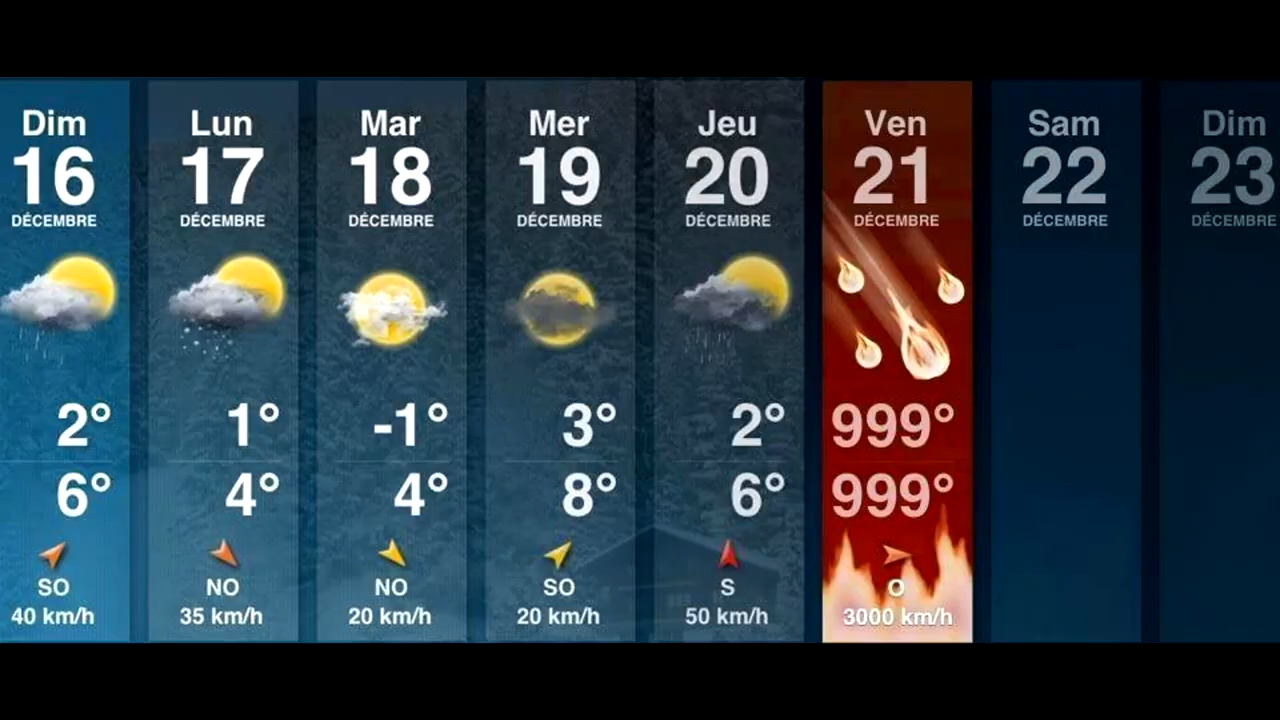 Dim
16
DÉCEMBRE
2°
6°
SO
40 km/h
Lun
17
DÉCEMBRE
1°
4°
NO
35 km/h
Mar
18
DÉCEMBRE
-1°
4°
NO
20 km/h
Mer
19
DÉCEMBRE
3°
8°
SO
20 km/h
Jeu
20
DÉCEMBRE
2°
6°
S
50 km/h
Ven
21
DÉCEMBRE
999°
999°
O
3000 km/h
Sam
22
DÉCEMBRE
Dim
23
DÉCEMBRE